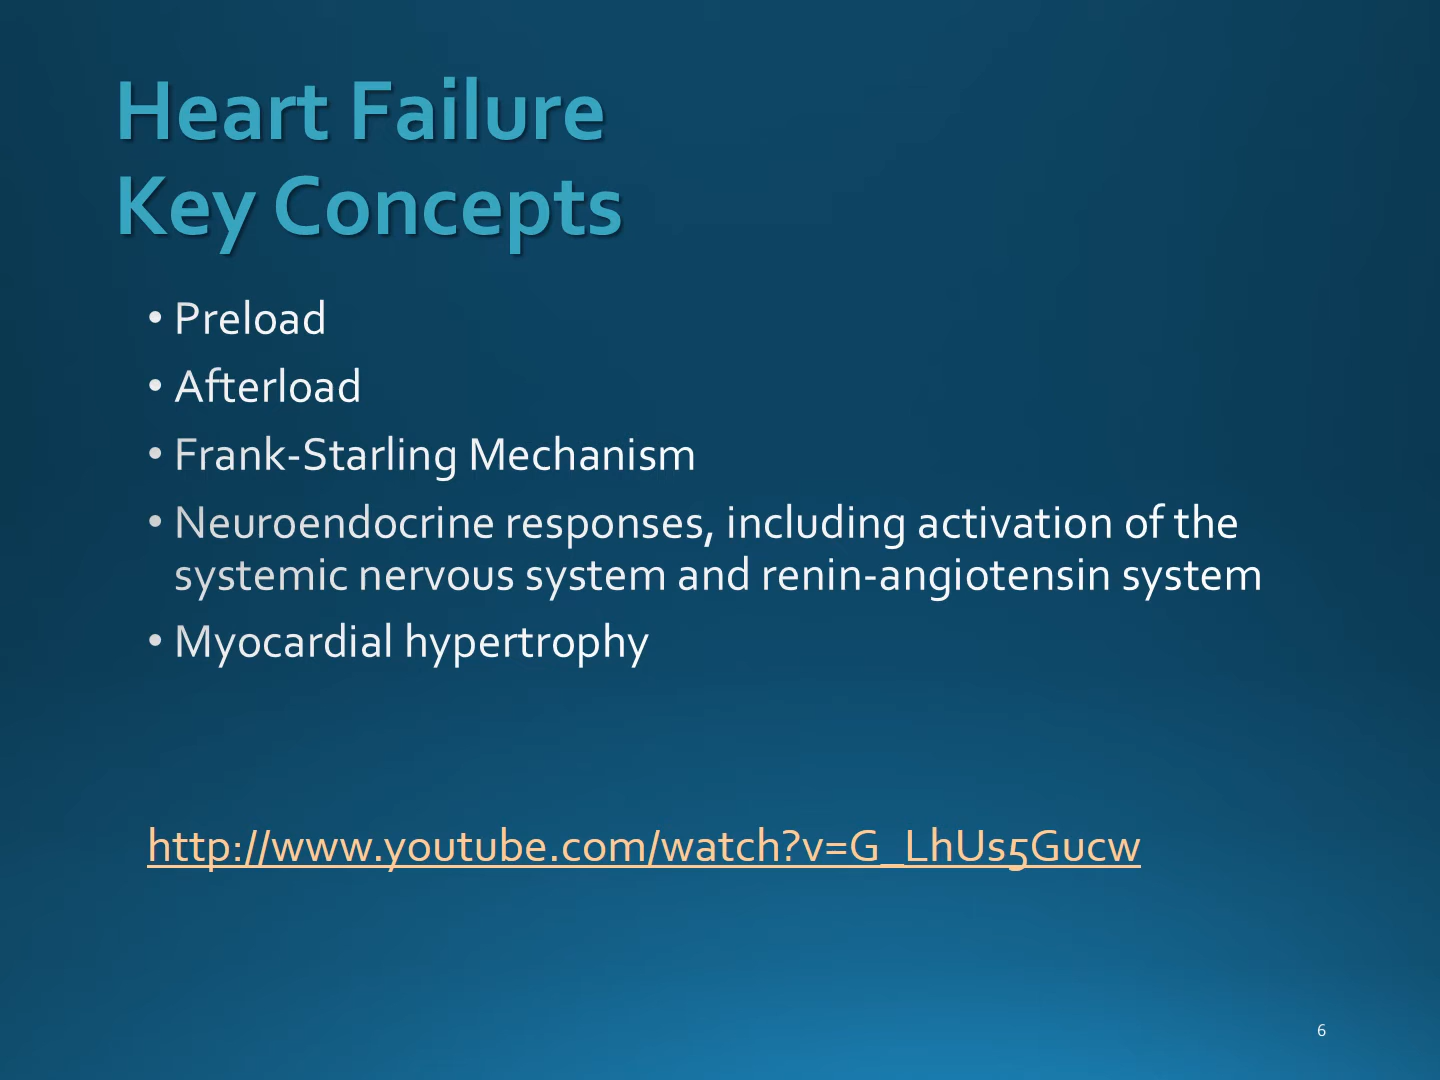 Heart Failure
Key Concepts
• Preload
• Afterload
• Frank-Starling Mechanism
• Neuroendocrine responses, including activation of the
systemic nervous system and renin-angiotensin system
• Myocardial hypertrophy
http://www.youtube.com/watch?v=G_LhUs5Gucw
6